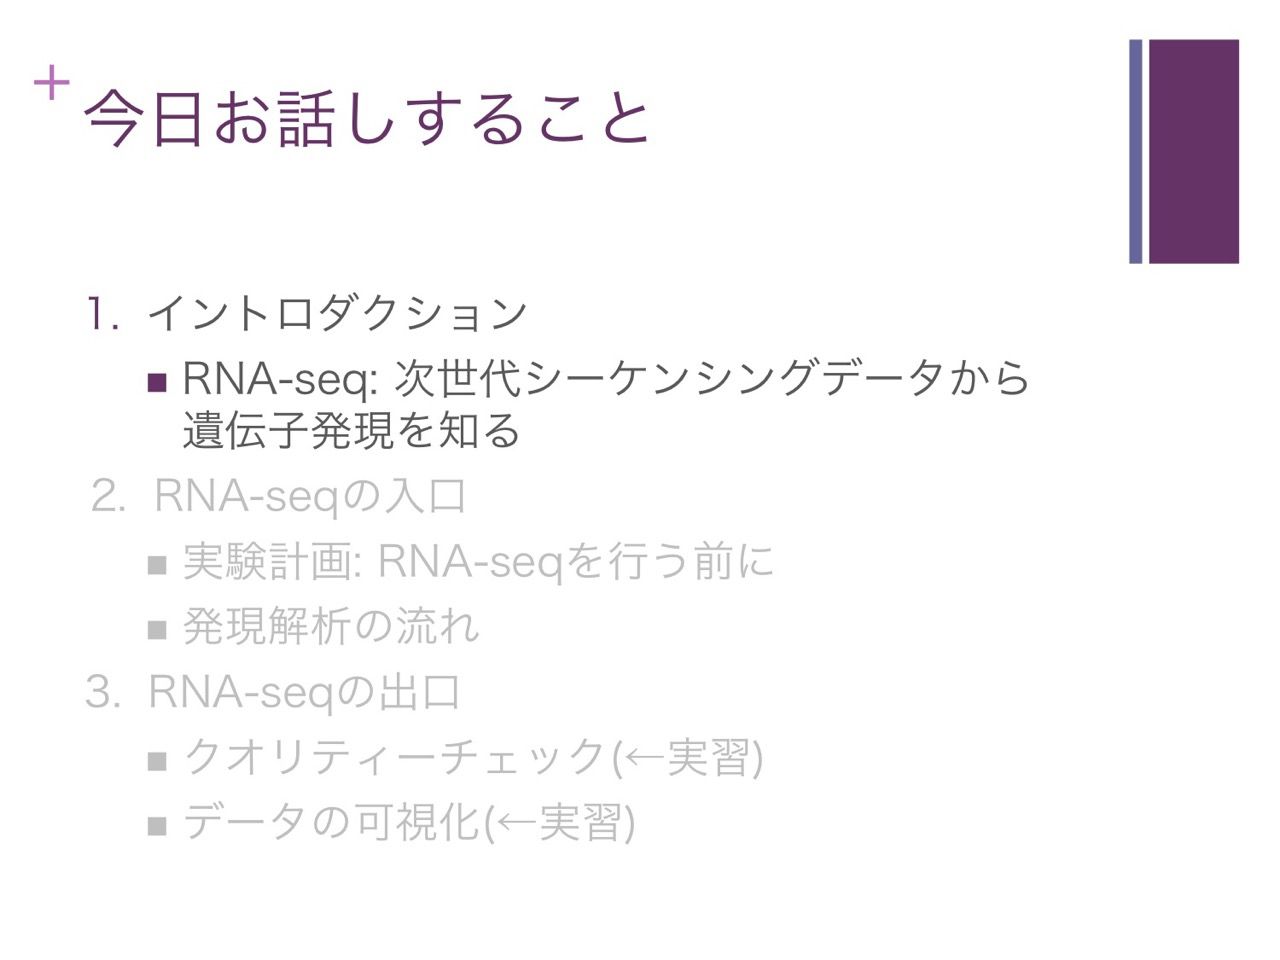 +
今日お話しすること
1. イントロダクション
■ RNA-seq: 次世代シーケンシングデータから
遺伝子発現を知る
2. RNA-seqの入口
■ 実験計画: RNA-seqを行う前に
■ 発現解析の流れ
3. RNA-seqの出口
■ クオリティーチェック(←実習)
■ データの可視化(←実習)